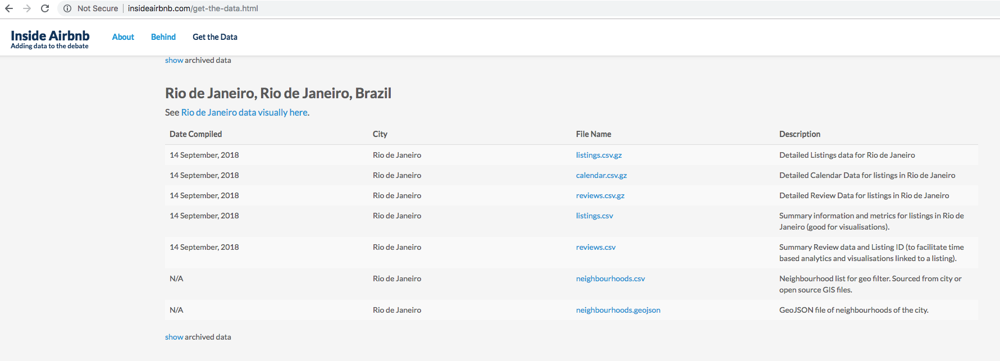 Not Secure | insideairbnb.com/get-the-data.html
Inside Airbnb
Adding data to the debate
About Behind Get the Data
show archived data
Rio de Janeiro, Rio de Janeiro, Brazil
See Rio de Janeiro data visually here.
Date Compiled City File Name Description
14 September, 2018 Rio de Janeiro listings.csv.gz Detailed Listings data for Rio de Janeiro
14 September, 2018 Rio de Janeiro calendar.csv.gz Detailed Calendar Data for listings in Rio de Janeiro
14 September, 2018 Rio de Janeiro reviews.csv.gz Detailed Review Data for listings in Rio de Janeiro
14 September, 2018 Rio de Janeiro listings.csv Summary information and metrics for listings in Rio de
Janeiro (good for visualisations).
14 September, 2018 Rio de Janeiro reviews.csv Summary Review data and Listing ID (to facilitate time
based analytics and visualisations linked to a listing).
N/A Rio de Janeiro neighbourhoods.csv Neighbourhood list for geo filter. Sourced from city or
open source GIS files.
N/A Rio de Janeiro neighbourhoods.geojson GeoJSON file of neighbourhoods of the city.
show archived data